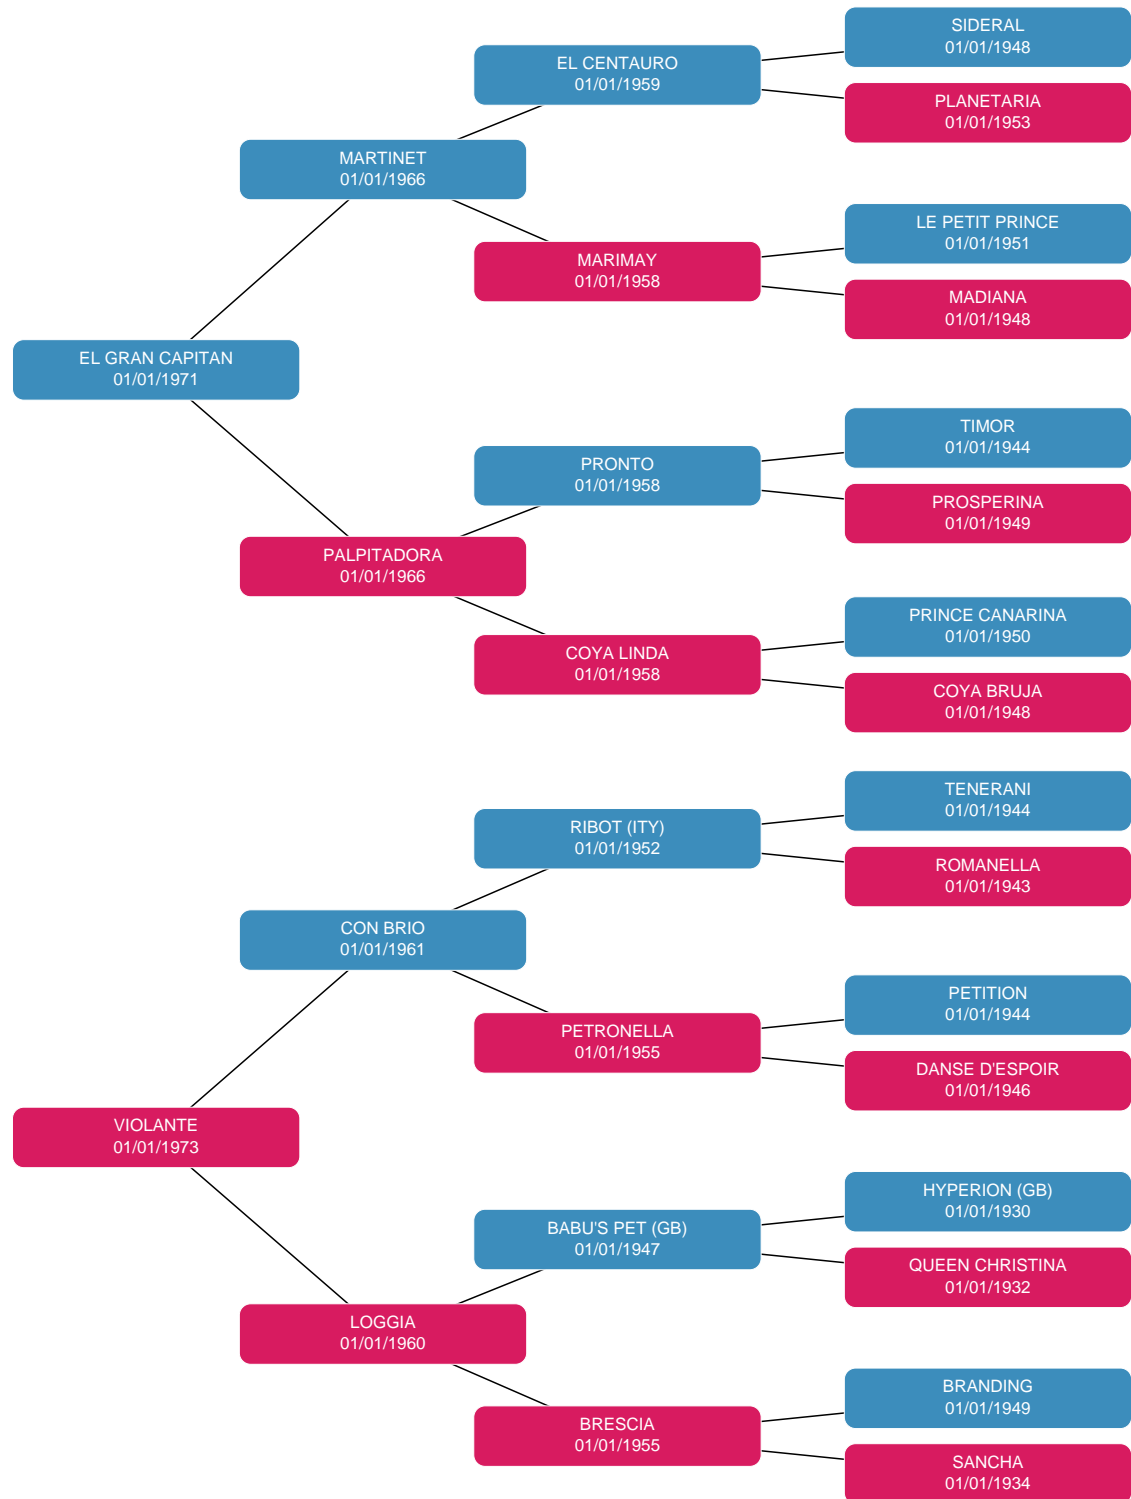 SIDERAL
01/01/1948
EL CENTAURO
01/01/1959
PLANETARIA
01/01/1953
MARTINET
01/01/1966
LE PETIT PRINCE
01/01/1951
MARIMAY
01/01/1958
MADIANA
01/01/1948
EL GRAN CAPITAN
01/01/1971
TIMOR
01/01/1944
PRONTO
01/01/1958
PROSPERINA
01/01/1949
PALPITADORA
01/01/1966
PRINCE CANARINA
01/01/1950
COYA LINDA
01/01/1958
COYA BRUJA
01/01/1948
TENERANI
01/01/1944
RIBOT (ITY)
01/01/1952
ROMANELLA
01/01/1943
CON BRIO
01/01/1961
PETITION
01/01/1944
PETRONELLA
01/01/1955
DANSE D'ESPOIR
01/01/1946
VIOLANTE
01/01/1973
HYPERION (GB)
01/01/1930
BABU'S PET (GB)
01/01/1947
QUEEN CHRISTINA
01/01/1932
LOGGIA
01/01/1960
BRANDING
01/01/1949
BRESCIA
01/01/1955
SANCHA
01/01/1934